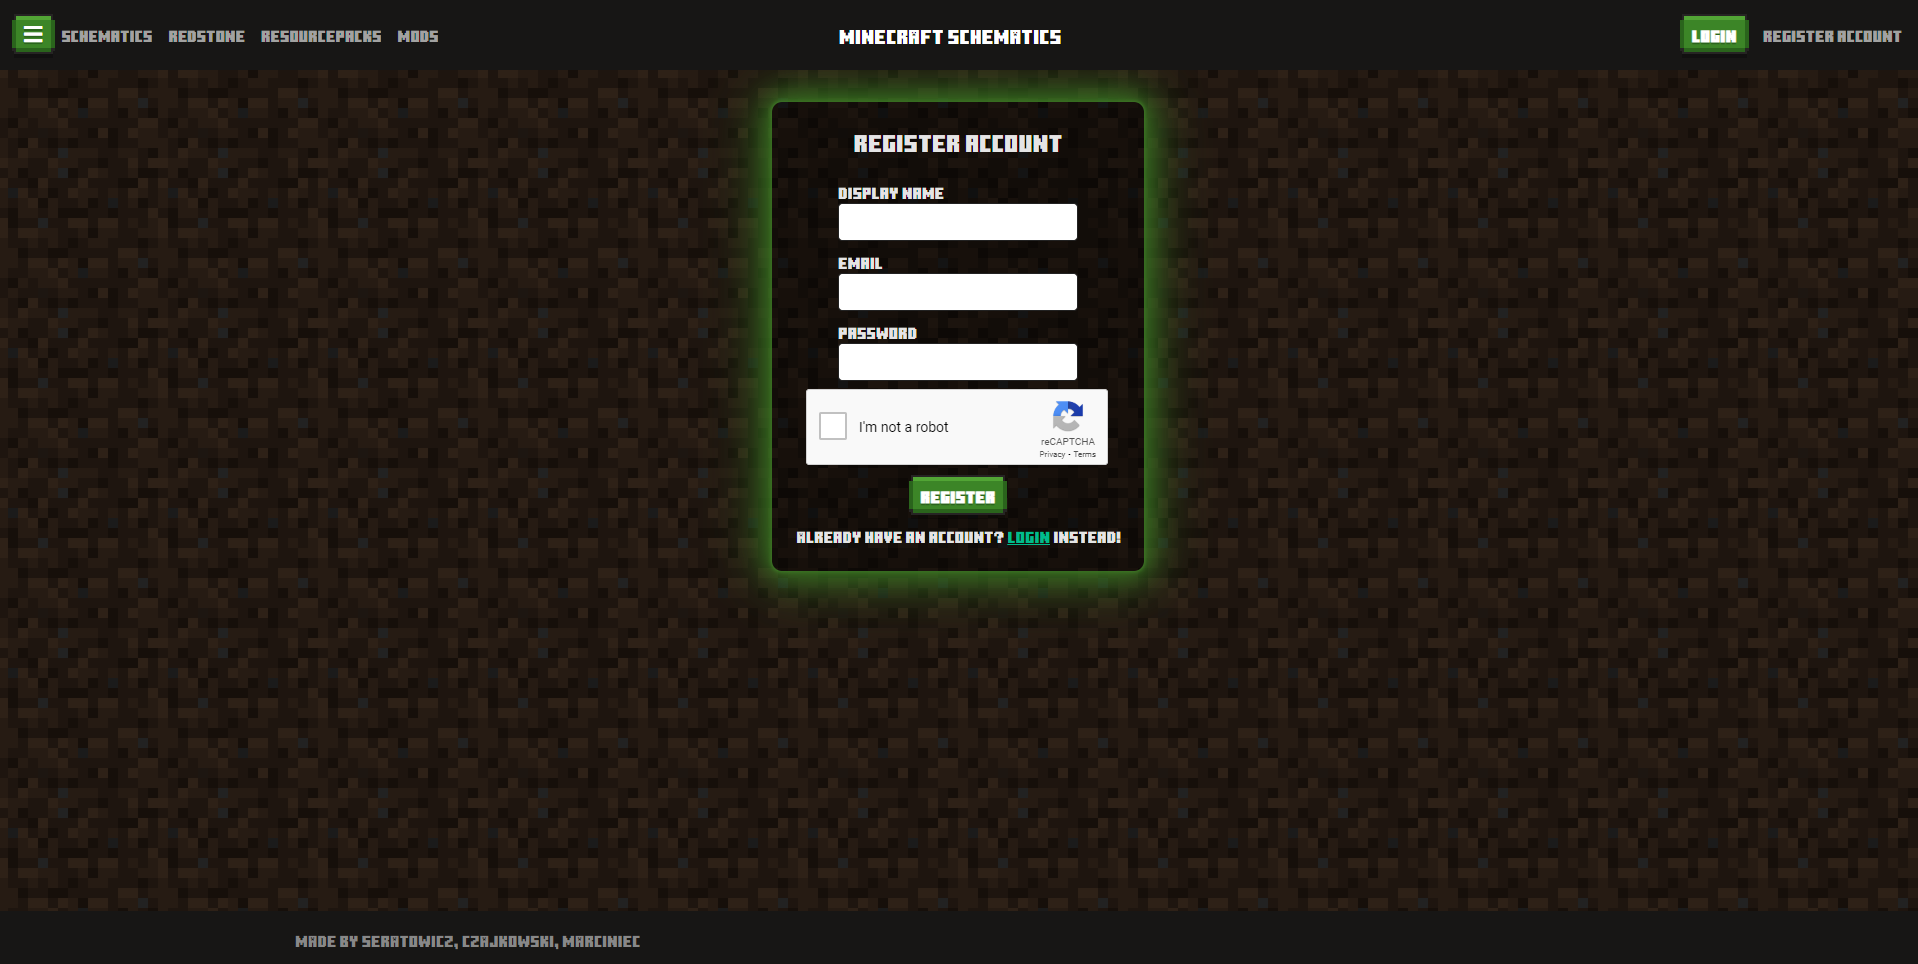 SCHEMATICS REDSTONE RESOURCEPACKS MODS MINECRAFT SCHEMATICS LOGIN REGISTER ACCOUNT
REGISTER ACCOUNT
DISPLAY NAME
EMAIL
PASSWORD
I'm not a robot
reCAPTCHA
Privacy - Terms
REGISTER
ALREADY HAVE AN ACCOUNT? LOGIN INSTEAD!
MADE BY SERATOWICZ, CZAJKOWSKI, MARCINIEC